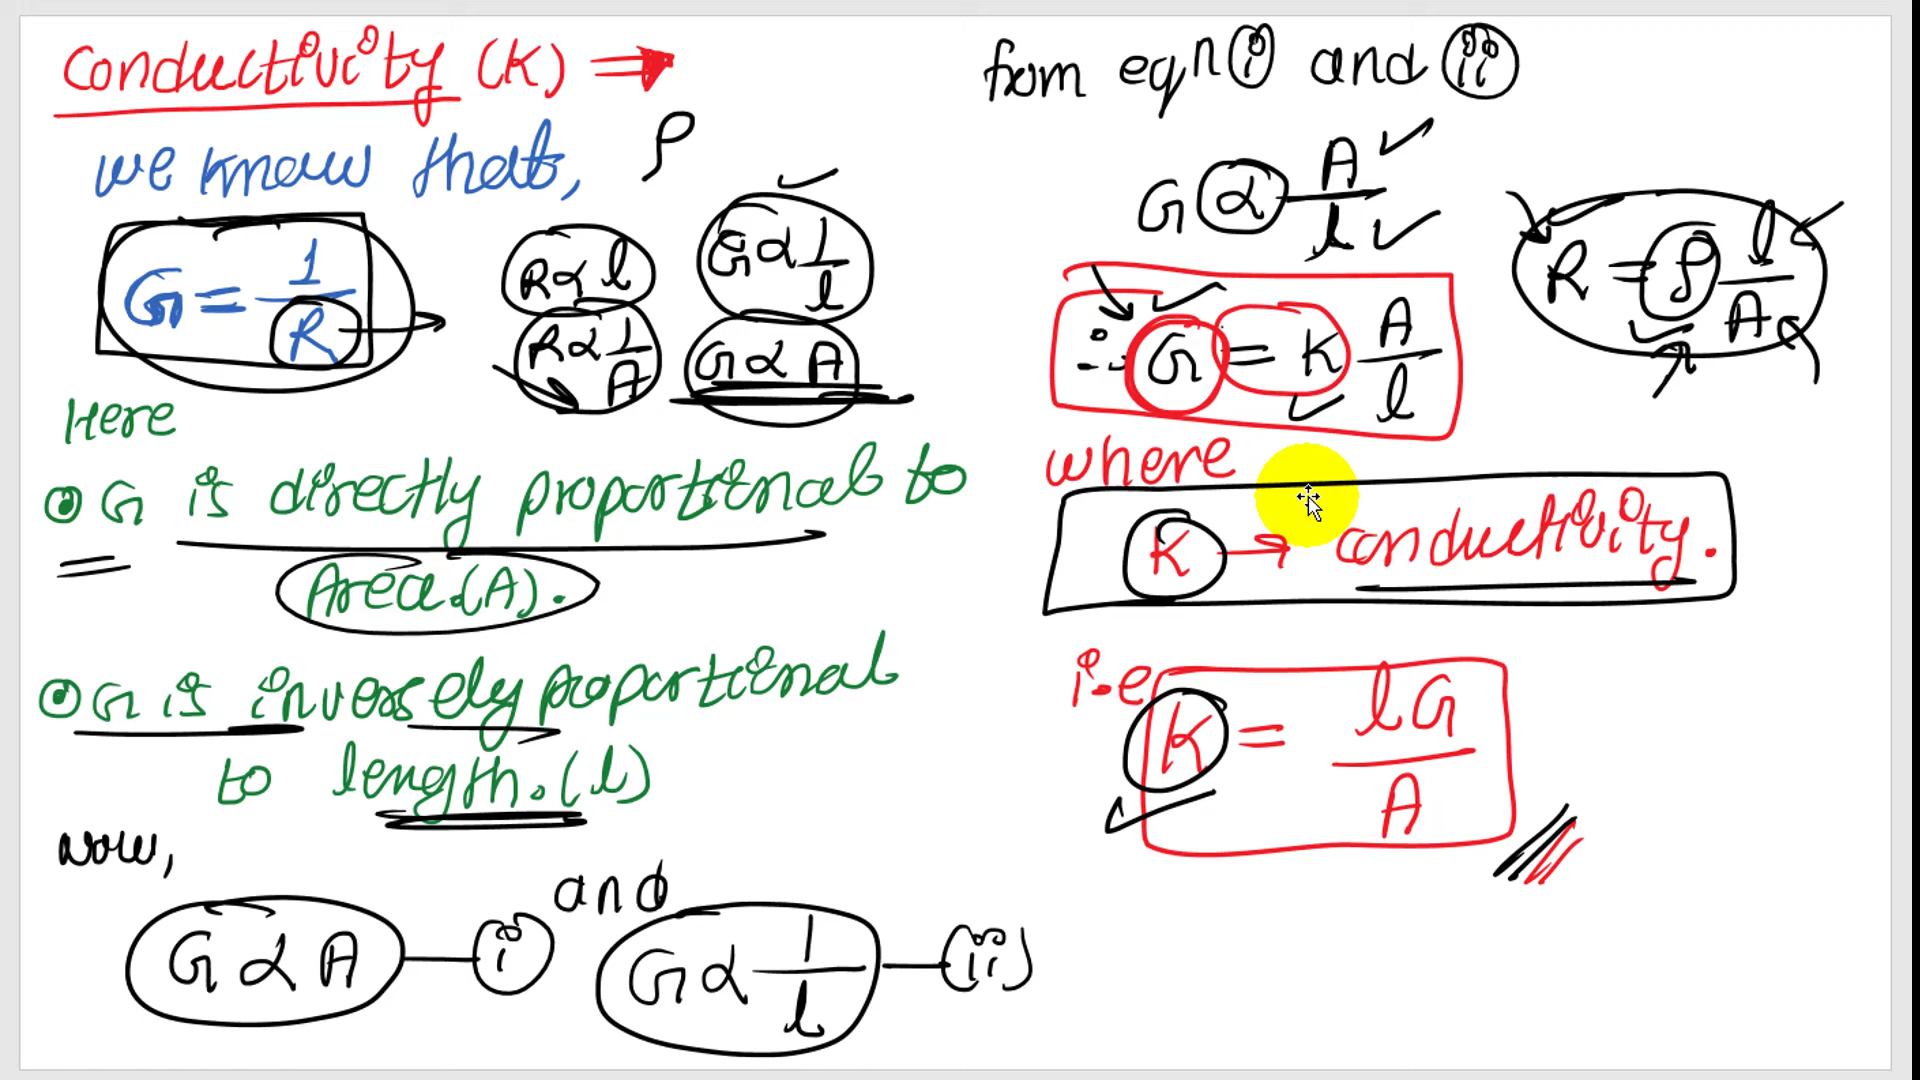 Conductivity (K) ⇒
we know that, ρ
G = 1/R
R ∝ l
G ∝ 1/l
R ∝ 1/A
G ∝ A
Here
⊙ G is directly proportional to
Area.(A).
⊙ G is inversely proportional
to length.(l)
Now,
G ∝ A — (i) and G ∝ 1/l — (ii)
from eqn (i) and (ii)
G ∝ A/l
R = ρ l/A
∴ G = K A/l
where
K → conductivity.
i.e K = lG/A